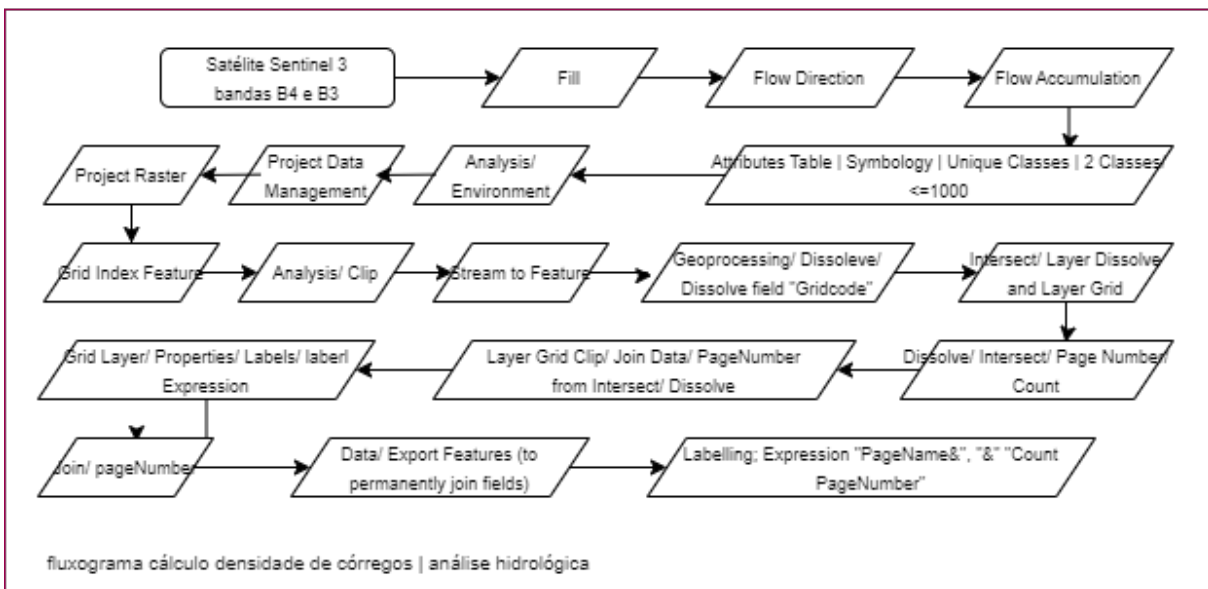 Satélite Sentinel 3
bandas B4 e B3
Fill
Flow Direction
Flow Accumulation
Attributes Table | Symbology | Unique Classes | 2 Classes/
<=1000
Analysis/
Environment
Project Data
Management
Project Raster
Grid Index Feature
Analysis/ Clip
Stream to Feature
Geoprocessing/ Dissoleve/
Dissolve field "Gridcode"
Intersect/ Layer Dissolve
and Layer Grid
Dissolve/ Intersect/ Page Number/
Count
Layer Grid Clip/ Join Data/ PageNumber
from Intersect/ Dissolve
Grid Layer/ Properties/ Labels/ laberl
Expression
Join/ pageNumber
Data/ Export Features (to
permanently join fields)
Labelling; Expression "PageName&", "&" "Count
PageNumber"
fluxograma cálculo densidade de córregos | análise hidrológica